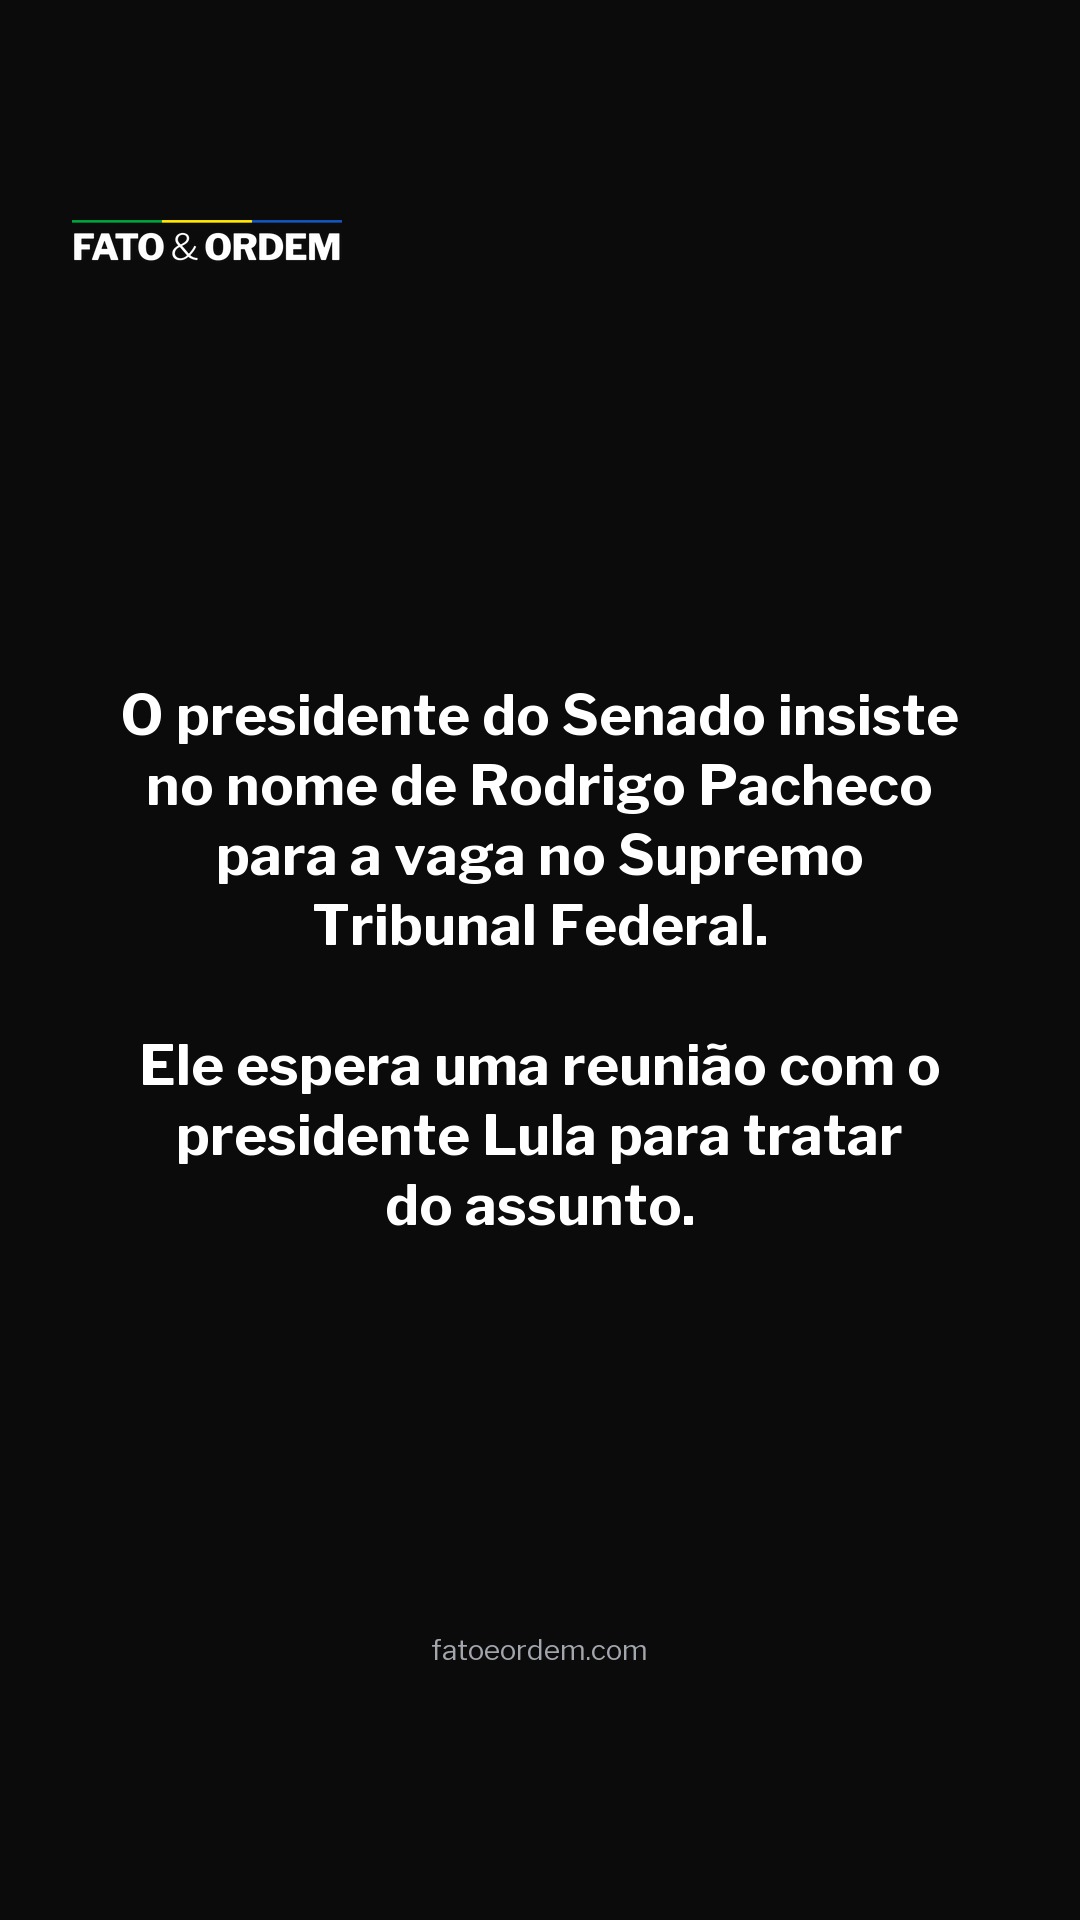 FATO & ORDEM
O presidente do Senado insiste
no nome de Rodrigo Pacheco
para a vaga no Supremo
Tribunal Federal.
Ele espera uma reunião com o
presidente Lula para tratar
do assunto.
fatoeordem.com